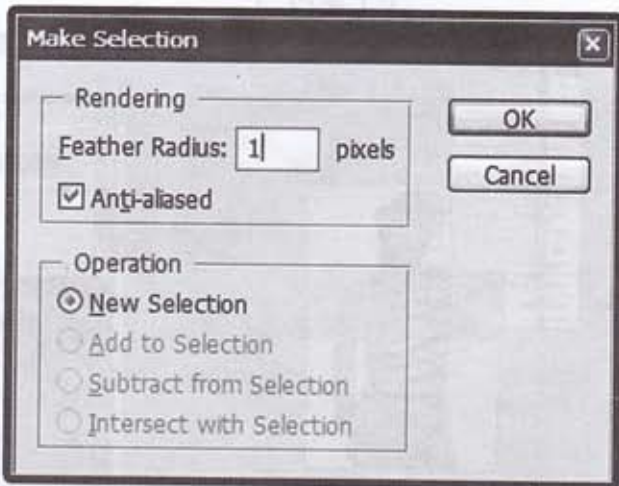 Make Selection
Rendering
Feather Radius: 1 pixels
Anti-aliased
OK
Cancel
Operation
New Selection
Add to Selection
Subtract from Selection
Intersect with Selection